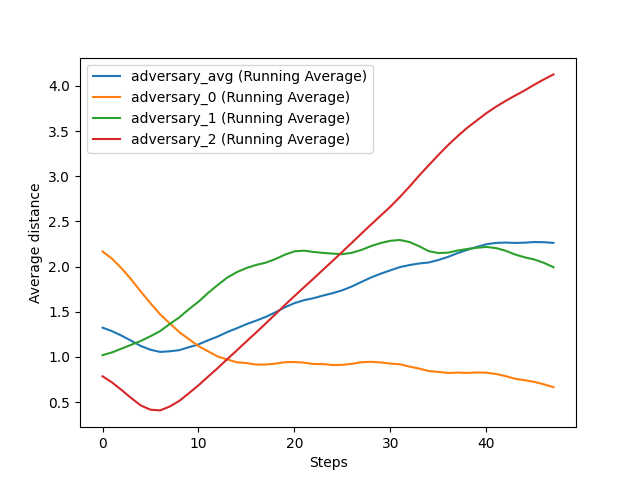 adversary_avg (Running Average)
adversary_0 (Running Average)
adversary_1 (Running Average)
adversary_2 (Running Average)
4.0
3.5
3.0
2.5
2.0
1.5
1.0
0.5
Average distance
0 10 20 30 40
Steps